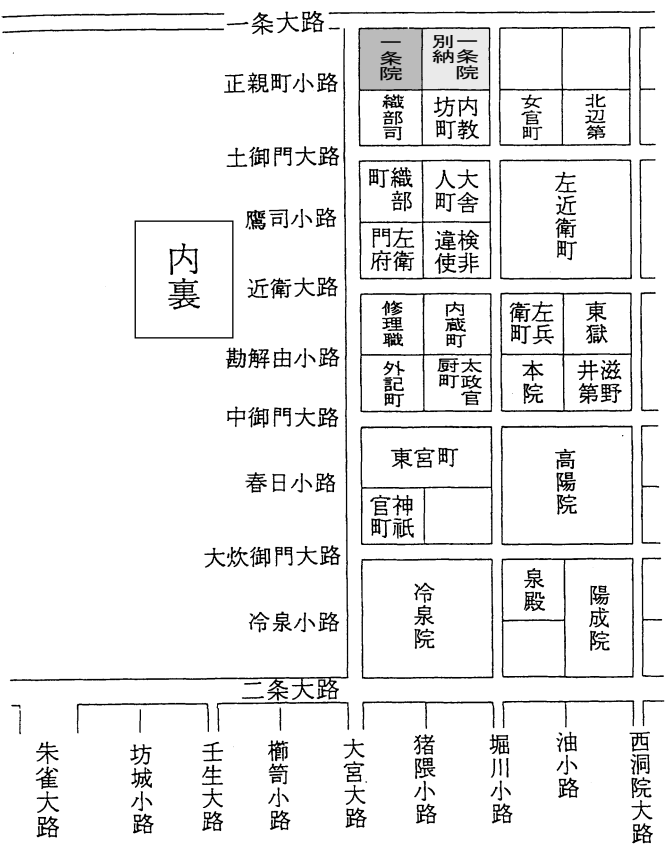 一条大路
正親町小路
土御門大路
鷹司小路
近衛大路
勘解由小路
中御門大路
春日小路
大炊御門大路
冷泉小路
二条大路
内裏
一条院
一条院
別納
織部司
内教
坊町
女官町
北辺第
織部
町
大舎
人町
左近衛町
左衛
門府
検非
違使
修理職
内蔵町
左兵
衛町
東獄
外記町
太政官
厨町
本院
滋野
井第
東宮町
高陽院
神祇
官町
冷泉院
泉殿
陽成院
朱雀大路
坊城小路
壬生大路
櫛笥小路
大宮大路
猪隈小路
堀川小路
油小路
西洞院大路